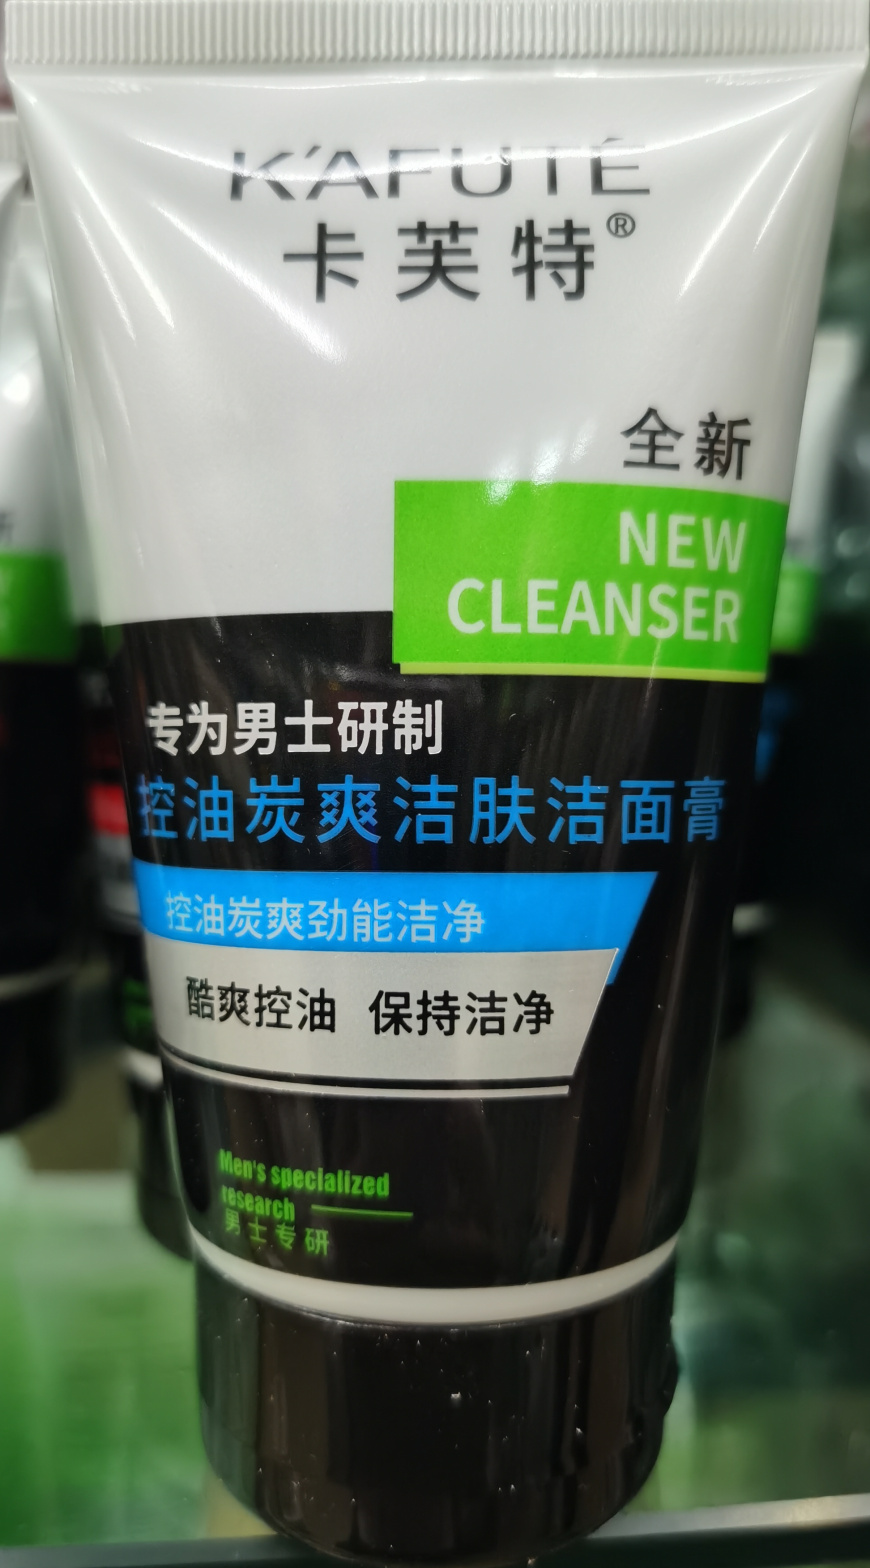 K'AFUTÉ
卡芙特®
全新
NEW
CLEANSER
专为男士研制
控油炭爽洁肤洁面膏
控油炭爽劲能洁净
酷爽控油 保持洁净
Men's specialized
research
男士专研